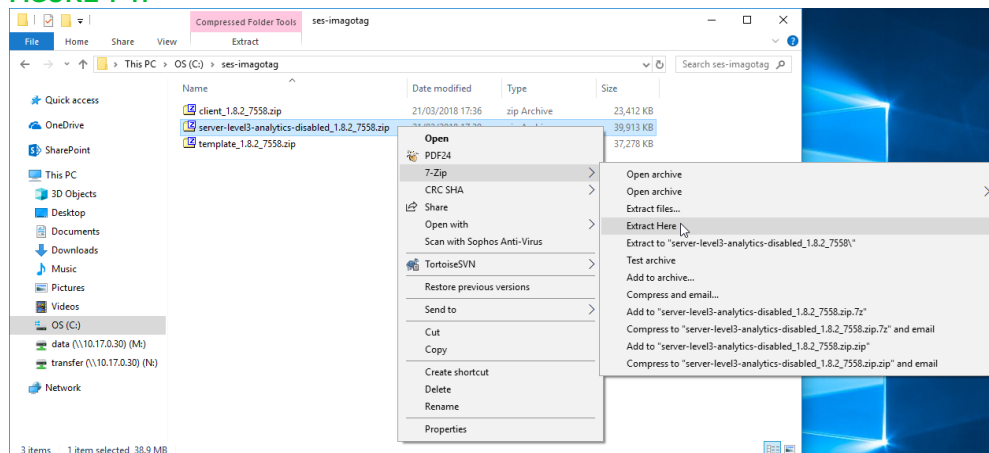 Compressed Folder Tools ses-imagotag
File Home Share View Extract
This PC > OS (C:) > ses-imagotag
Search ses-imagotag
Name Date modified Type Size
Quick access
OneDrive
SharePoint
This PC
3D Objects
Desktop
Documents
Downloads
Music
Pictures
Videos
OS (C:)
data (\\10.17.0.30) (M:)
transfer (\\10.17.0.30) (N:)
Network
client_1.8.2_7558.zip 21/03/2018 17:36 zip Archive 23,412 KB
server-level3-analytics-disabled_1.8.2_7558.zip 39,913 KB
template_1.8.2_7558.zip 37,278 KB
Open
PDF24
7-Zip
CRC SHA
Share
Open with
Scan with Sophos Anti-Virus
TortoiseSVN
Restore previous versions
Send to
Cut
Copy
Create shortcut
Delete
Rename
Properties
Open archive
Open archive
Extract files...
Extract Here
Extract to "server-level3-analytics-disabled_1.8.2_7558\"
Test archive
Add to archive...
Compress and email...
Add to "server-level3-analytics-disabled_1.8.2_7558.zip.7z"
Compress to "server-level3-analytics-disabled_1.8.2_7558.zip.7z" and email
Add to "server-level3-analytics-disabled_1.8.2_7558.zip.zip"
Compress to "server-level3-analytics-disabled_1.8.2_7558.zip.zip" and email
3 items 1 item selected 38.9 MB